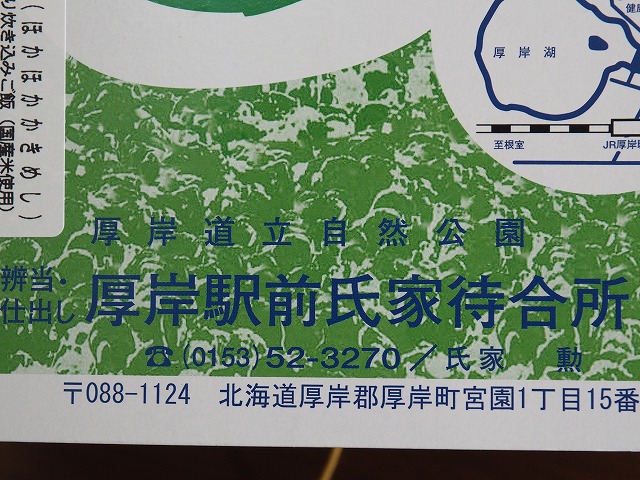 (ほかほかかきめし)
り炊き込みご飯(国産米使用)
健康
厚岸湖
至根室
JR厚岸
厚岸道立自然公園
弁当・
仕出し
厚岸駅前氏家待合所
☎(0153)52-3270/氏家 勲
〒088-1124 北海道厚岸郡厚岸町宮園1丁目15番